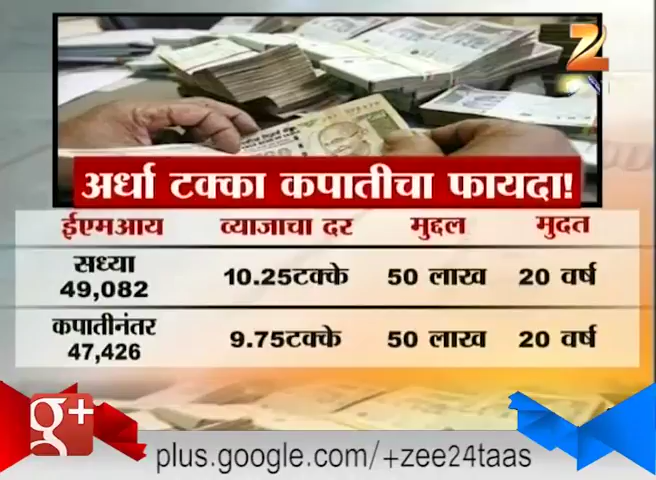 अर्धा टक्का कपातीचा फायदा!
ईएमआय व्याजाचा दर मुद्दल मुदत
सध्या
49,082 10.25टक्के 50 लाख 20 वर्ष
कपातीनंतर
47,426 9.75टक्के 50 लाख 20 वर्ष
g+
plus.google.com/+zee24taas